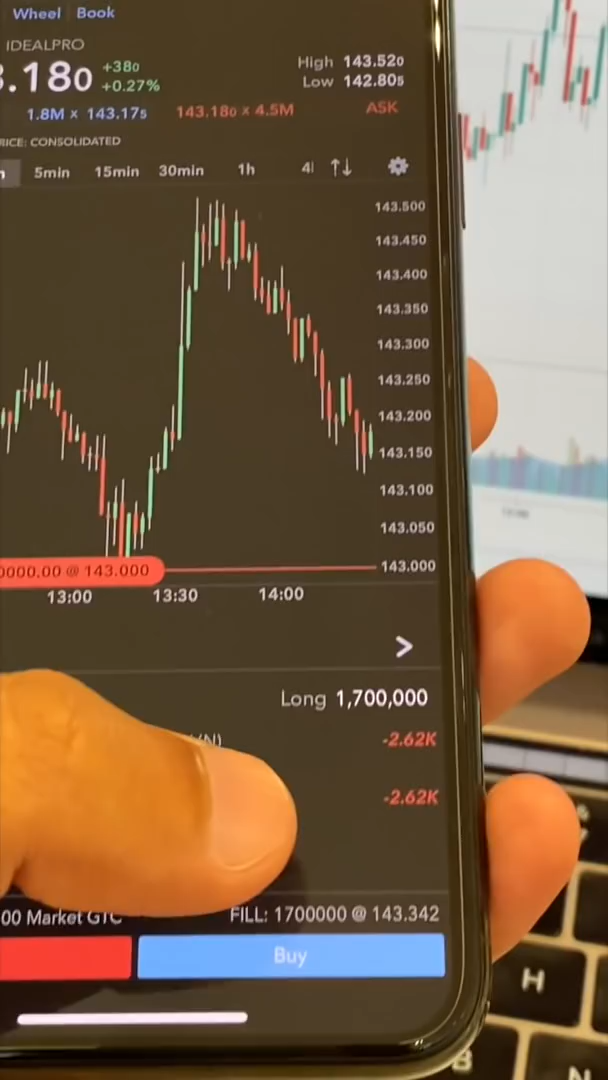 Wheel Book
IDEALPRO
.180 +380
+0.27%
High 143.520
Low 142.805
1.8M × 143.175 143.180 × 4.5M ASK
RICE: CONSOLIDATED
5min 15min 30min 1h
143.500
143.450
143.400
143.350
143.300
143.250
143.200
143.150
143.100
143.050
0000.00 @ 143.000 143.000
13:00 13:30 14:00
>
Long 1,700,000
-2.62K
-2.62K
00 Market GTC FILL: 1700000 @ 143.342
Buy
H
B
N